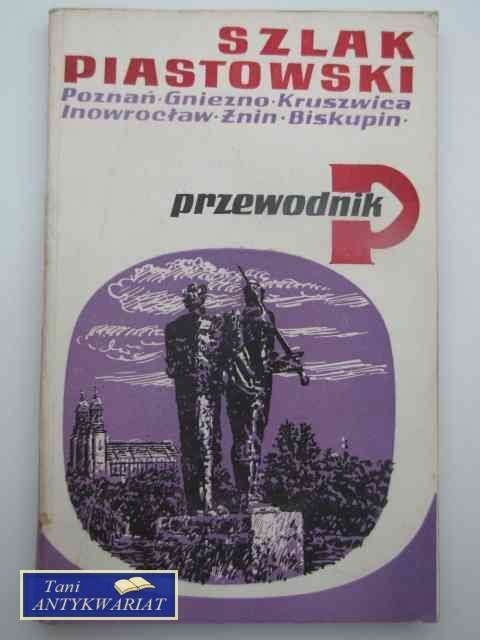 SZLAK
PIASTOWSKI
Poznań·Gniezno·Kruszwica
Inowrocław·Żnin·Biskupin·
przewodnik P
Tani
ANTYKWARIAT